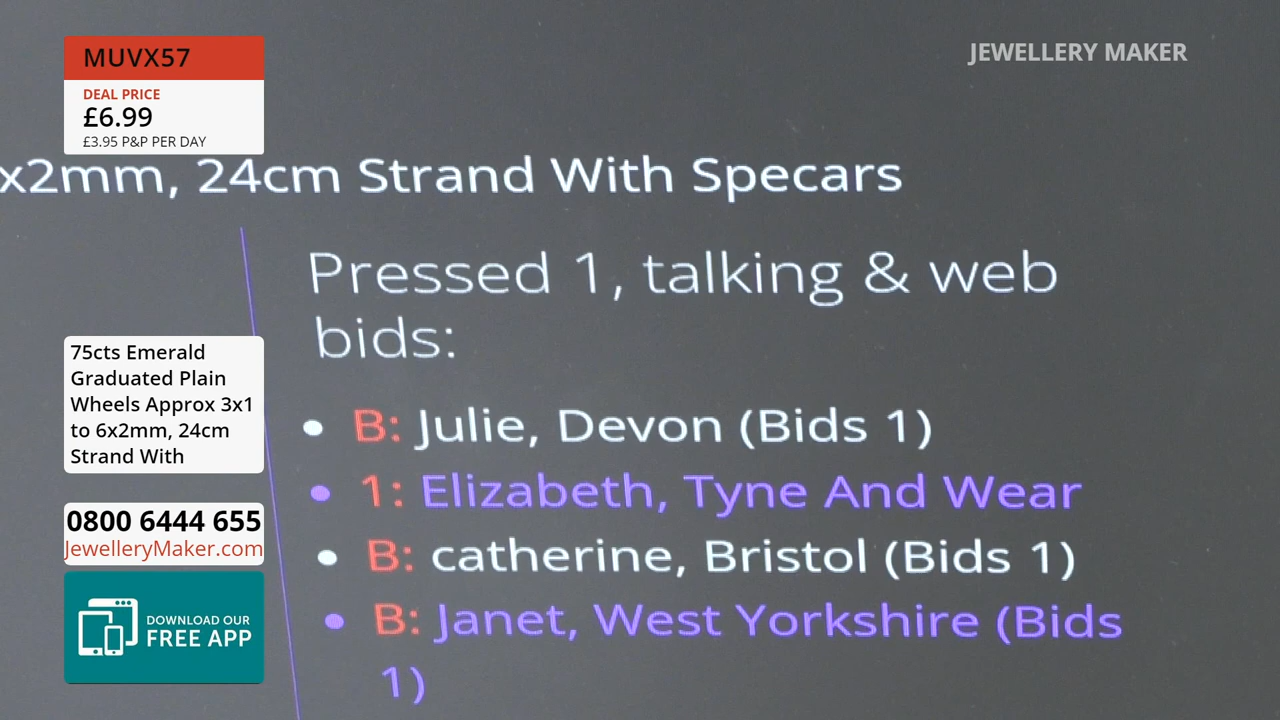 MUVX57
DEAL PRICE
£6.99
£3.95 P&P PER DAY
JEWELLERY MAKER
x2mm, 24cm Strand With Specars
Pressed 1, talking & web
bids:
• B: Julie, Devon (Bids 1)
• 1: Elizabeth, Tyne And Wear
• B: catherine, Bristol (Bids 1)
• B: Janet, West Yorkshire (Bids
1)
75cts Emerald
Graduated Plain
Wheels Approx 3x1
to 6x2mm, 24cm
Strand With
0800 6444 655
JewelleryMaker.com
DOWNLOAD OUR
FREE APP